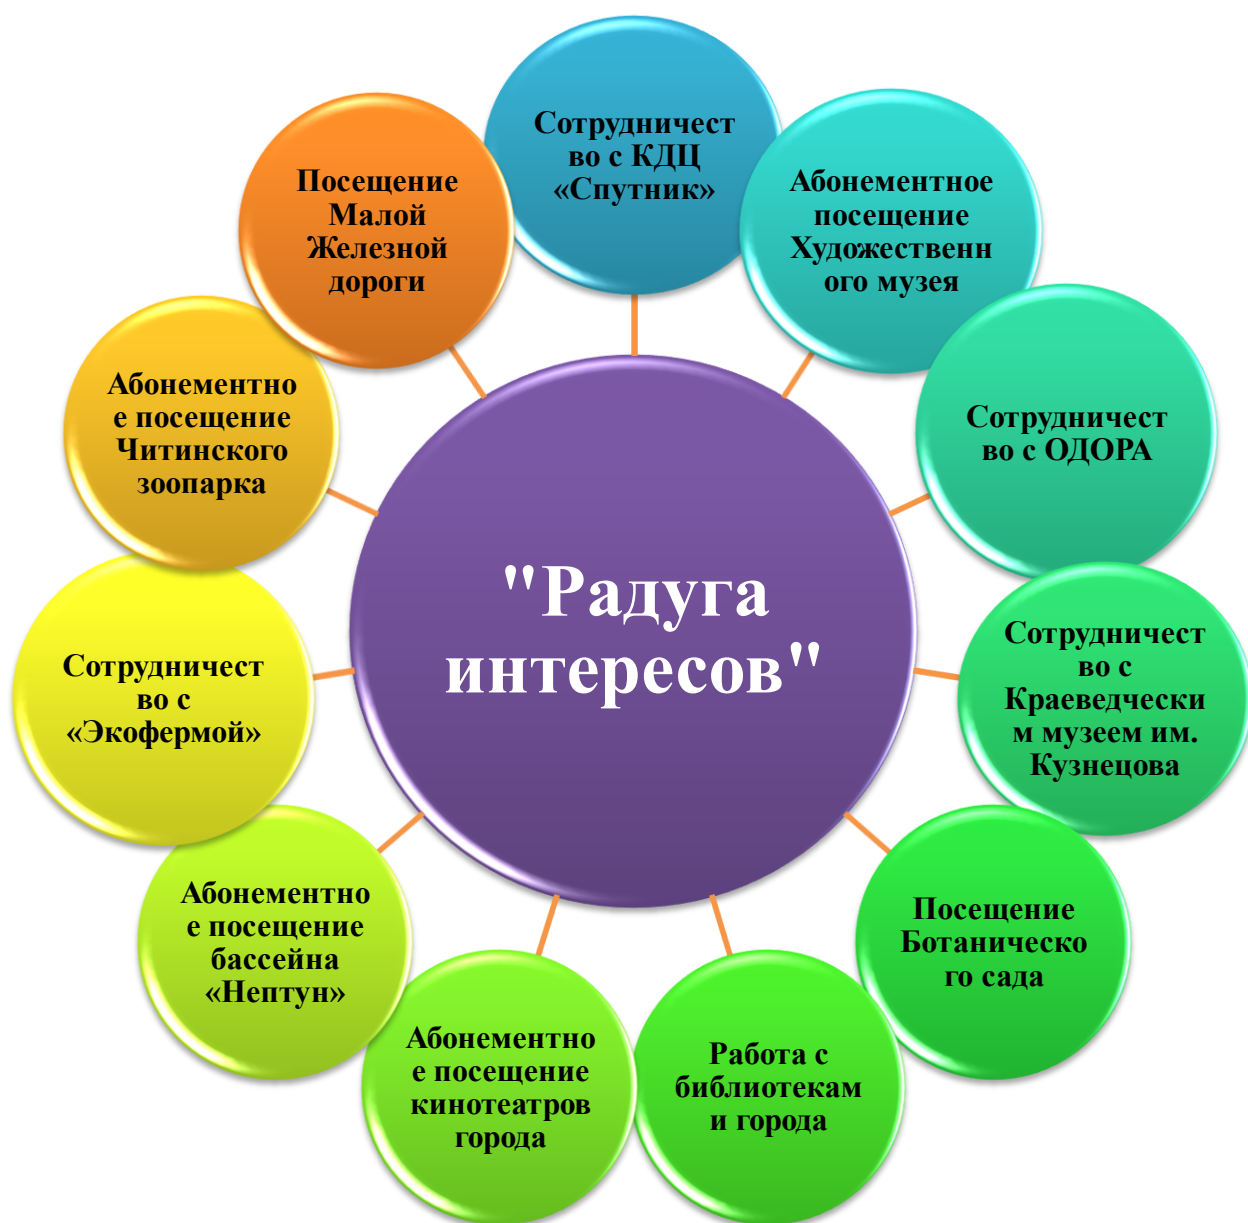 Сотрудничест
во с КДЦ
«Спутник»
Абонементное
посещение
Художественн
ого музея
Сотрудничест
во с ОДОРА
Сотрудничест
во с
Краеведчески
м музеем им.
Кузнецова
Посещение
Ботаническо
го сада
Работа с
библиотекам
и города
Абонементно
е посещение
кинотеатров
города
Абонементно
е посещение
бассейна
«Нептун»
Сотрудничест
во с
«Экофермой»
Абонементно
е посещение
Читинского
зоопарка
Посещение
Малой
Железной
дороги
"Радуга
интересов"